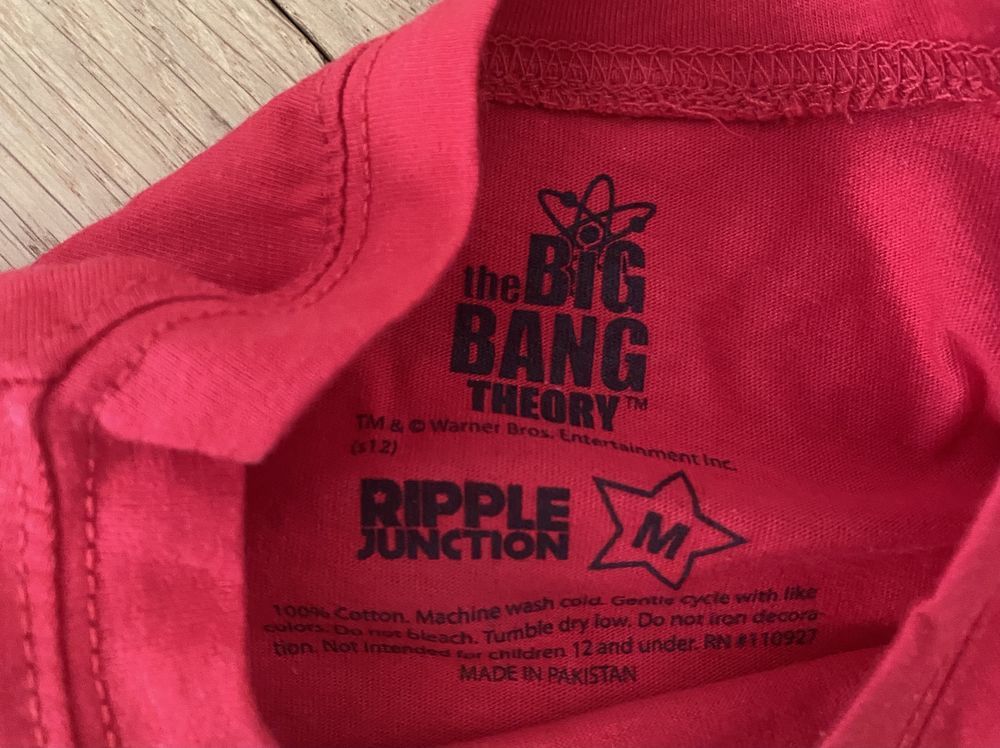 the BiG
BANG
THEORY™
TM & © Warner Bros. Entertainment Inc.
(s12)
RIPPLE
JUNCTION
M
100% Cotton. Machine wash cold. Gentle cycle with like
colors. Do not bleach. Tumble dry low. Do not iron decora-
tion. Not intended for children 12 and under. RN #110927
MADE IN PAKISTAN